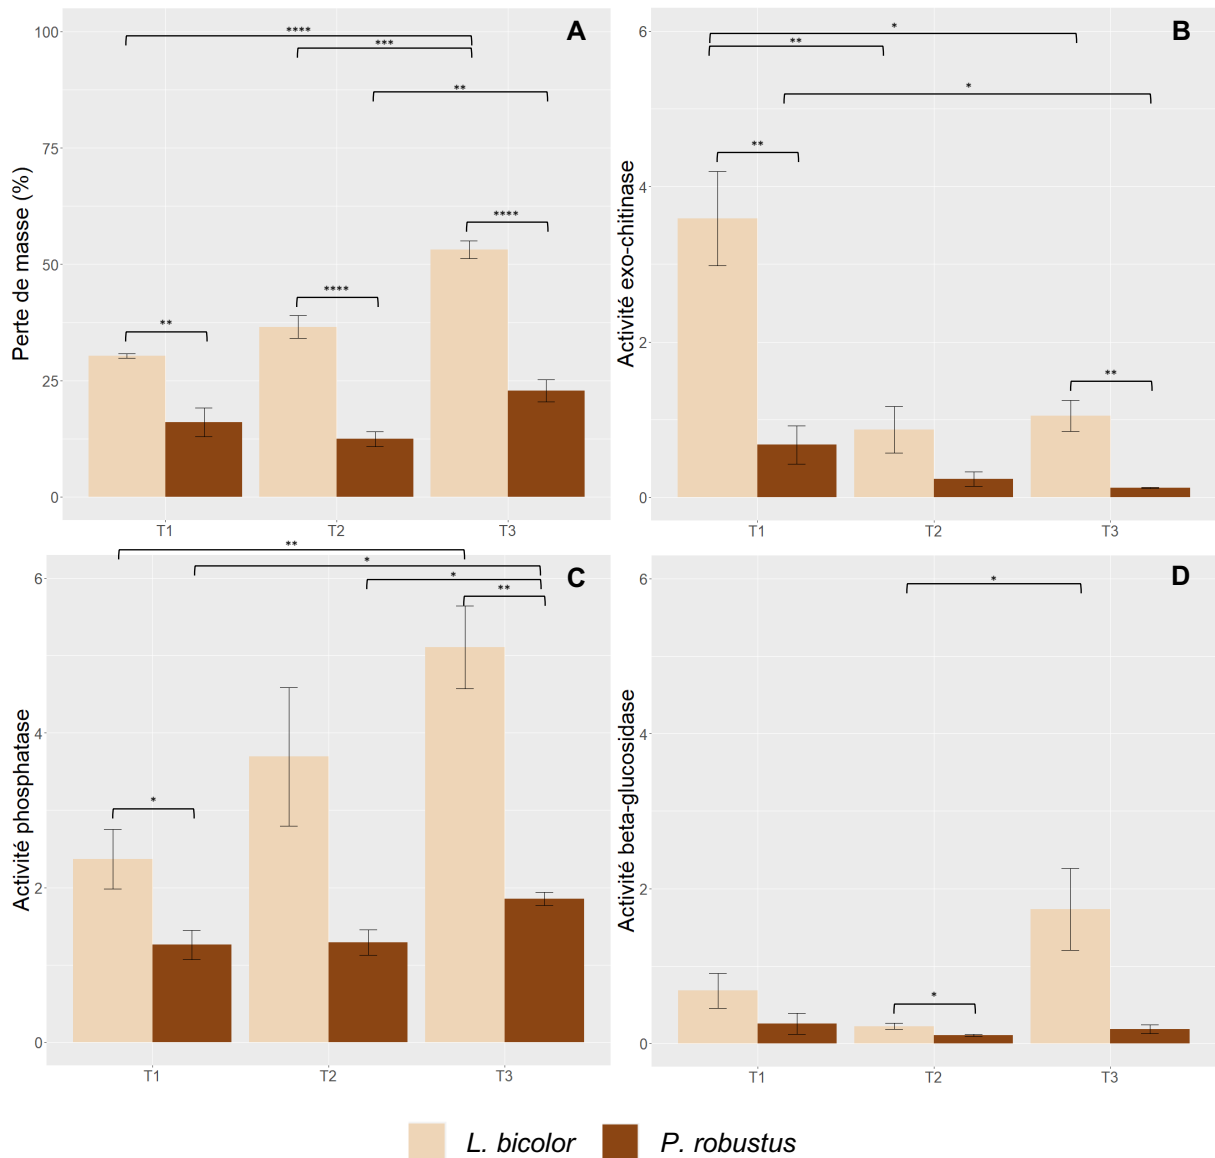 A
Perte de masse (%)
100
75
50
25
0
****
***
**
**
****
****
T1
T2
T3
B
Activité exo-chitinase
6
4
2
0
*
**
*
**
**
T1
T2
T3
C
Activité phosphatase
6
4
2
0
**
*
*
**
*
T1
T2
T3
D
Activité beta-glucosidase
6
4
2
0
*
*
T1
T2
T3
L. bicolor
P. robustus